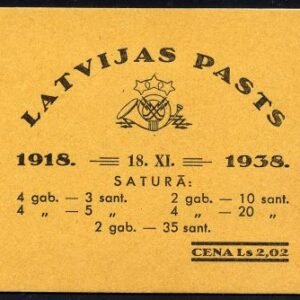 LATVIJAS PASTS
1918. 18. XI. 1938.
SATURĀ:
4 gab. — 3 sant. 2 gab. — 10 sant.
4 „ — 5 „ 4 „ — 20 „
2 gab. — 35 sant.
CENA Ls 2,02